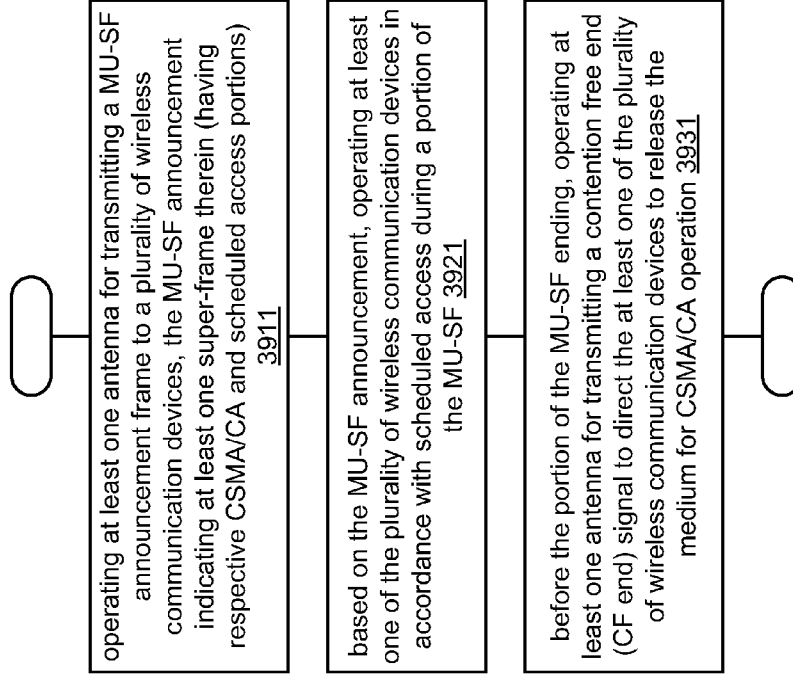 operating at least one antenna for transmitting a MU-SF
announcement frame to a plurality of wireless
communication devices, the MU-SF announcement
indicating at least one super-frame therein (having
respective CSMA/CA and scheduled access portions)
3911
based on the MU-SF announcement, operating at least
one of the plurality of wireless communication devices in
accordance with scheduled access during a portion of
the MU-SF 3921
before the portion of the MU-SF ending, operating at
least one antenna for transmitting a contention free end
(CF end) signal to direct the at least one of the plurality
of wireless communication devices to release the
medium for CSMA/CA operation 3931